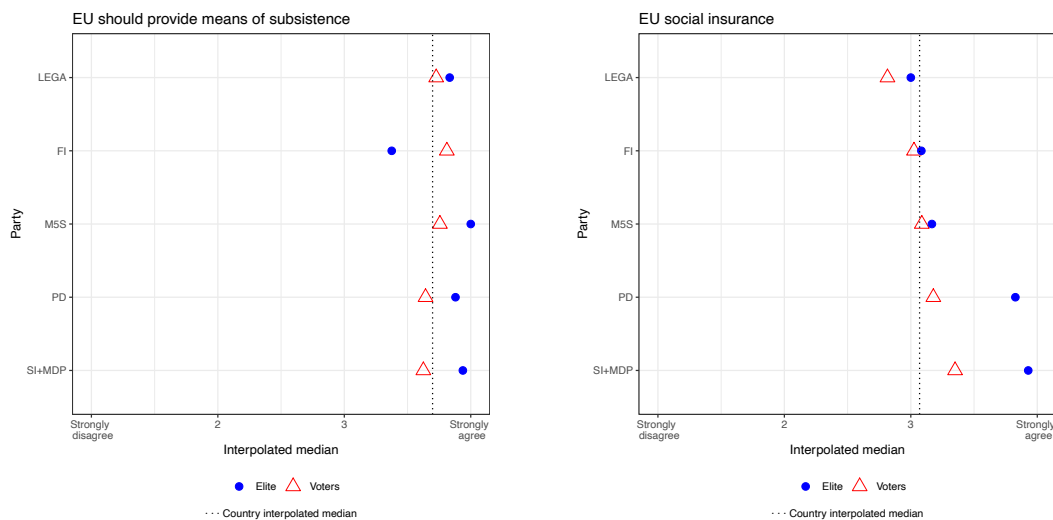 EU should provide means of subsistence
LEGA
FI
M5S
PD
SI+MDP
Party
Strongly
disagree
2
3
Strongly
agree
Interpolated median
Elite
Voters
Country interpolated median
EU social insurance
LEGA
FI
M5S
PD
SI+MDP
Party
Strongly
disagree
2
3
Strongly
agree
Interpolated median
Elite
Voters
Country interpolated median